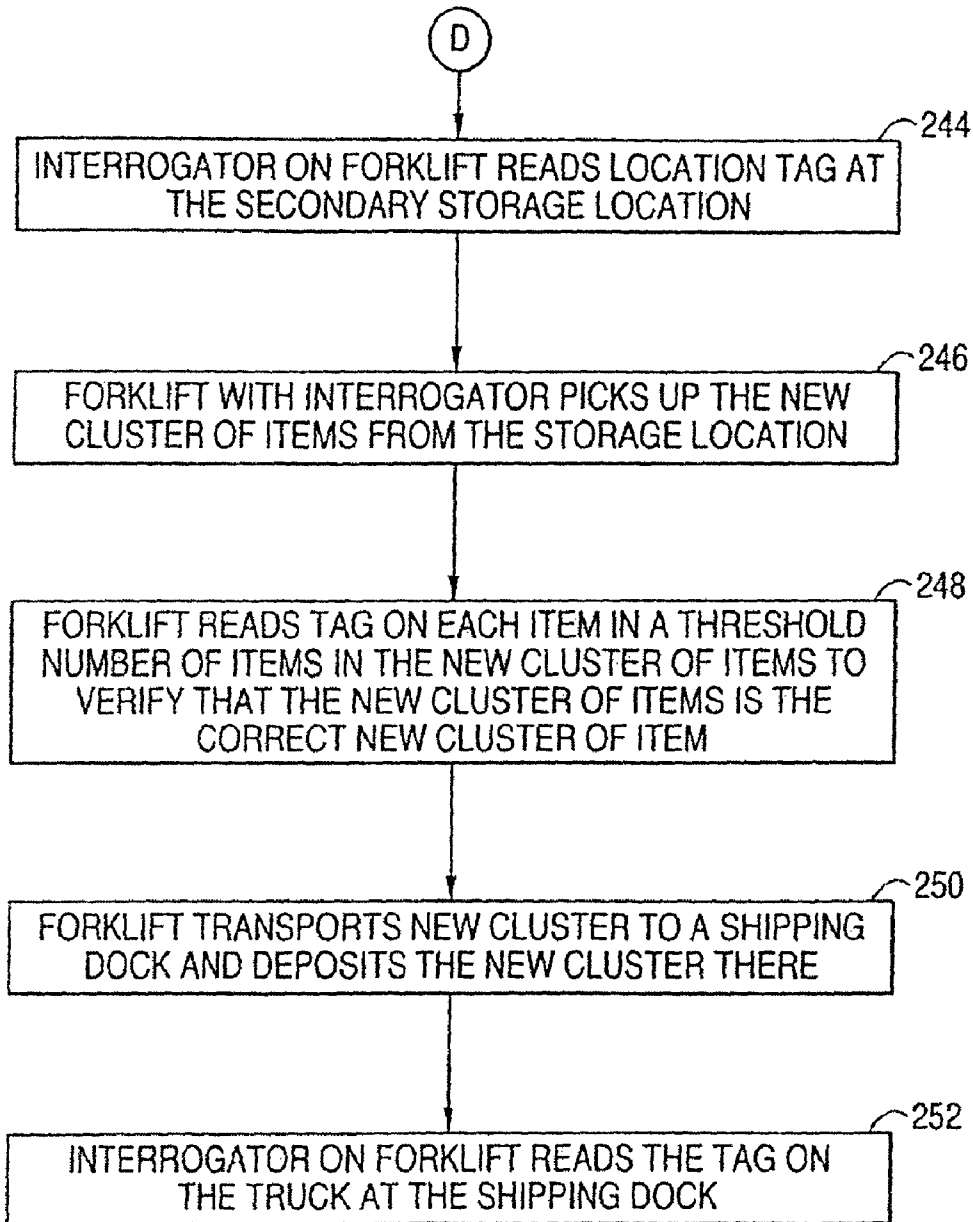 D
244
INTERROGATOR ON FORKLIFT READS LOCATION TAG AT
THE SECONDARY STORAGE LOCATION
246
FORKLIFT WITH INTERROGATOR PICKS UP THE NEW
CLUSTER OF ITEMS FROM THE STORAGE LOCATION
248
FORKLIFT READS TAG ON EACH ITEM IN A THRESHOLD
NUMBER OF ITEMS IN THE NEW CLUSTER OF ITEMS TO
VERIFY THAT THE NEW CLUSTER OF ITEMS IS THE
CORRECT NEW CLUSTER OF ITEM
250
FORKLIFT TRANSPORTS NEW CLUSTER TO A SHIPPING
DOCK AND DEPOSITS THE NEW CLUSTER THERE
252
INTERROGATOR ON FORKLIFT READS THE TAG ON
THE TRUCK AT THE SHIPPING DOCK